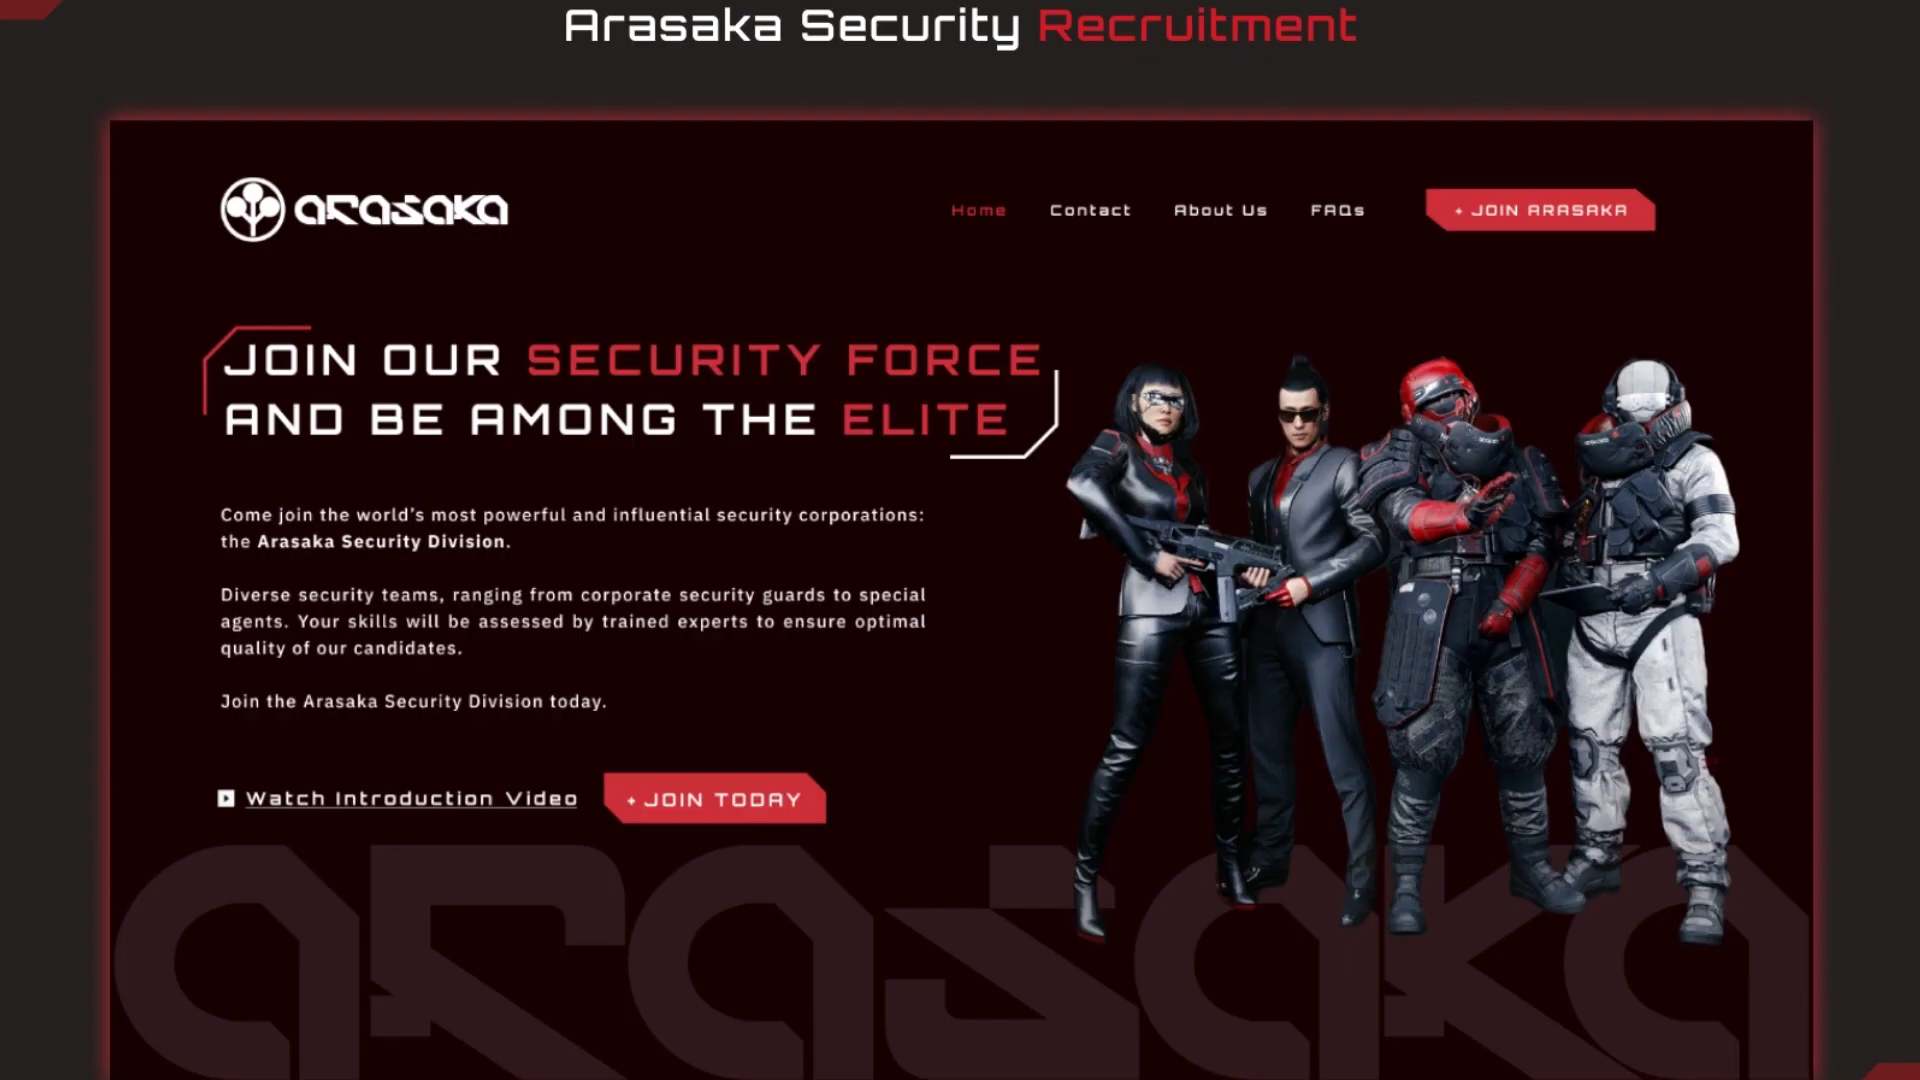 Arasaka Security Recruitment
arasaka
Home Contact About Us FAQs + JOIN ARASAKA
JOIN OUR SECURITY FORCE
AND BE AMONG THE ELITE
Come join the world's most powerful and influential security corporations:
the Arasaka Security Division.
Diverse security teams, ranging from corporate security guards to special
agents. Your skills will be assessed by trained experts to ensure optimal
quality of our candidates.
Join the Arasaka Security Division today.
Watch Introduction Video + JOIN TODAY
arasaka